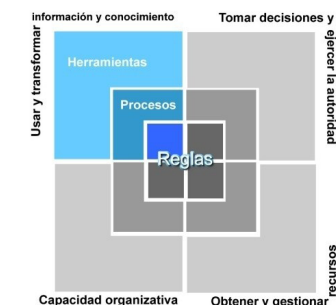 información y conocimiento
Tomar decisiones y
ejercer la autoridad
Usar y transformar
Herramientas
Procesos
Reglas
recursos
Capacidad organizativa
Obtener y gestionar